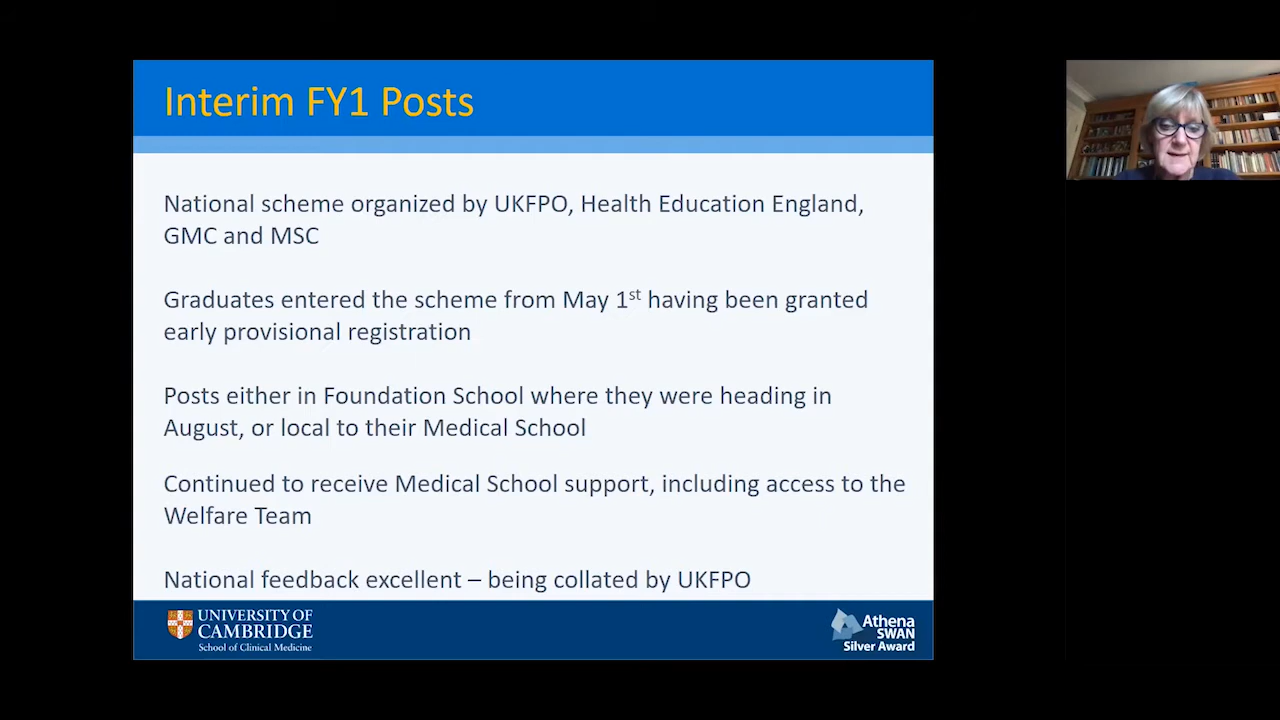 Interim FY1 Posts
National scheme organized by UKFPO, Health Education England,
GMC and MSC
Graduates entered the scheme from May 1st having been granted
early provisional registration
Posts either in Foundation School where they were heading in
August, or local to their Medical School
Continued to receive Medical School support, including access to the
Welfare Team
National feedback excellent – being collated by UKFPO
UNIVERSITY OF
CAMBRIDGE
School of Clinical Medicine
Athena
SWAN
Silver Award